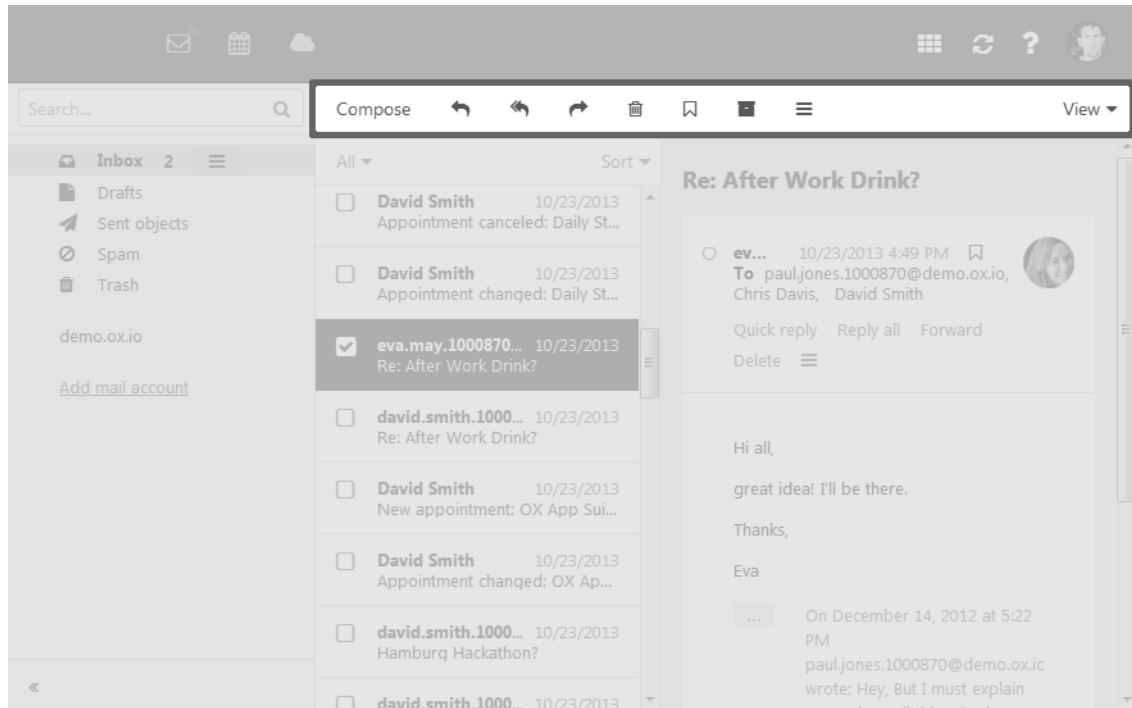 Search...
Compose
View
Inbox 2
Drafts
Sent objects
Spam
Trash
demo.ox.io
Add mail account
All
Sort
David Smith 10/23/2013
Appointment canceled: Daily St...
David Smith 10/23/2013
Appointment changed: Daily St...
eva.may.1000870... 10/23/2013
Re: After Work Drink?
david.smith.1000... 10/23/2013
Re: After Work Drink?
David Smith 10/23/2013
New appointment: OX App Sui...
David Smith 10/23/2013
Appointment changed: OX Ap...
david.smith.1000... 10/23/2013
Hamburg Hackathon?
david.smith.1000... 10/23/2013
Re: After Work Drink?
ev... 10/23/2013 4:49 PM
To paul.jones.1000870@demo.ox.io,
Chris Davis, David Smith
Quick reply Reply all Forward
Delete
Hi all,
great idea! I'll be there.
Thanks,
Eva
...
On December 14, 2012 at 5:22
PM
paul.jones.1000870@demo.ox.ic
wrote: Hey, But I must explain